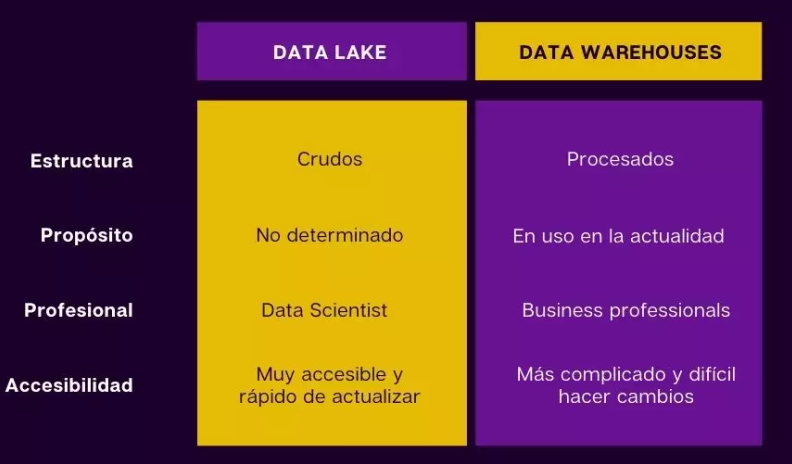 DATA LAKE
DATA WAREHOUSES
Estructura
Crudos
Procesados
Propósito
No determinado
En uso en la actualidad
Profesional
Data Scientist
Business professionals
Accesibilidad
Muy accesible y
rápido de actualizar
Más complicado y difícil
hacer cambios